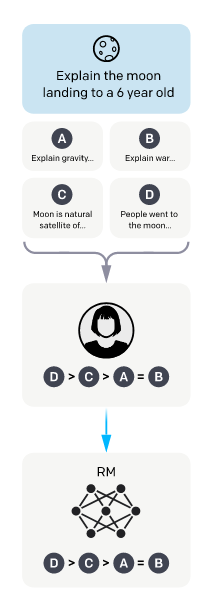 Explain the moon
landing to a 6 year old
A
B
Explain gravity...
Explain war...
C
D
Moon is natural
satellite of...
People went to
the moon...
D > C > A = B
RM
D > C > A = B